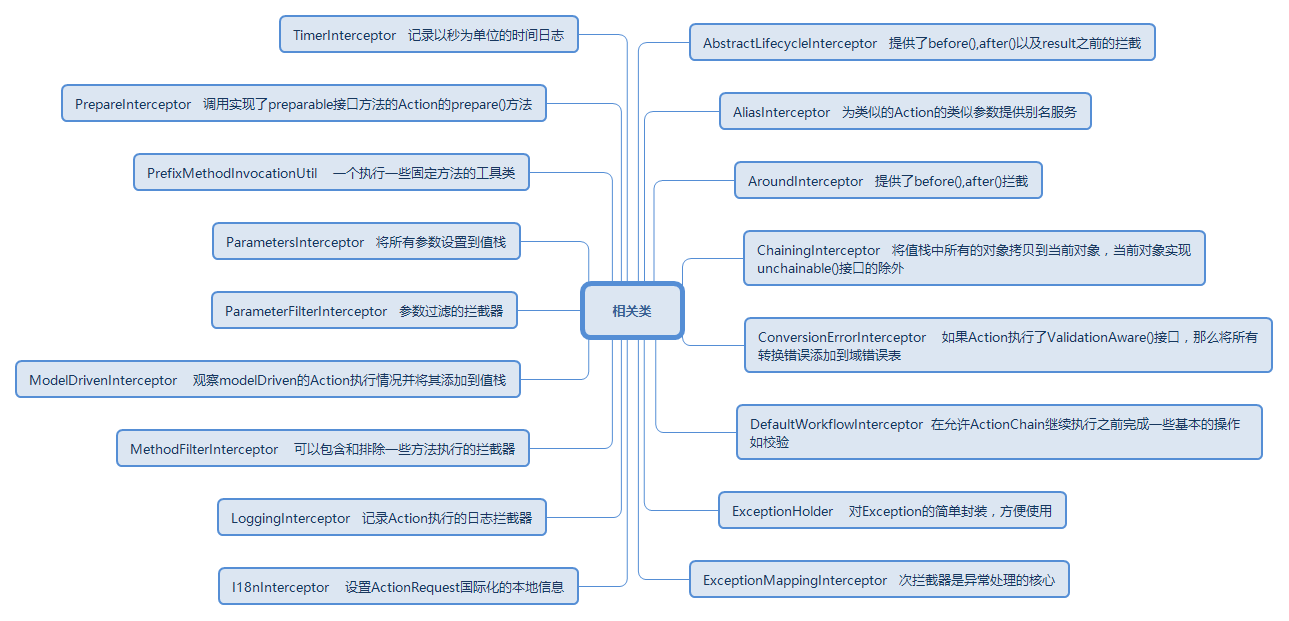 TimerInterceptor 记录以秒为单位的时间日志
PrepareInterceptor 调用实现了preparable接口方法的Action的prepare()方法
PrefixMethodInvocationUtil 一个执行一些固定方法的工具类
ParametersInterceptor 将所有参数设置到值栈
ParameterFilterInterceptor 参数过滤的拦截器
ModelDrivenInterceptor 观察modelDriven的Action执行情况并将其添加到值栈
MethodFilterInterceptor 可以包含和排除一些方法执行的拦截器
LoggingInterceptor 记录Action执行的日志拦截器
I18nInterceptor 设置ActionRequest国际化的本地信息
相关类
AbstractLifecycleInterceptor 提供了before(),after()以及result之前的拦截
AliasInterceptor 为类似的Action的类似参数提供别名服务
AroundInterceptor 提供了before(),after()拦截
ChainingInterceptor 将值栈中所有的对象拷贝到当前对象，当前对象实现
unchainable()接口的除外
ConversionErrorInterceptor 如果Action执行了ValidationAware()接口，那么将所有
转换错误添加到域错误表
DefaultWorkflowInterceptor 在允许ActionChain继续执行之前完成一些基本的操作
如校验
ExceptionHolder 对Exception的简单封装，方便使用
ExceptionMappingInterceptor 次拦截器是异常处理的核心